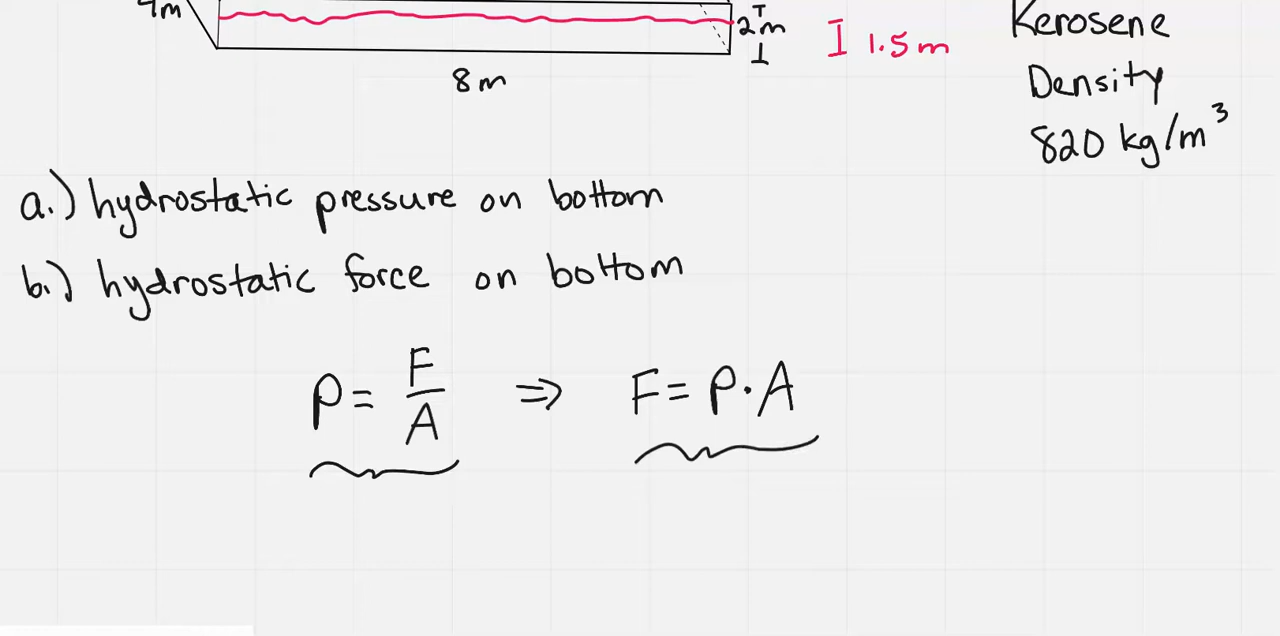 4m
2m
I 1.5m
8m
Kerosene
Density
820 kg/m³
a.) hydrostatic pressure on bottom
b.) hydrostatic force on bottom
P = F/A ⇒ F = P·A